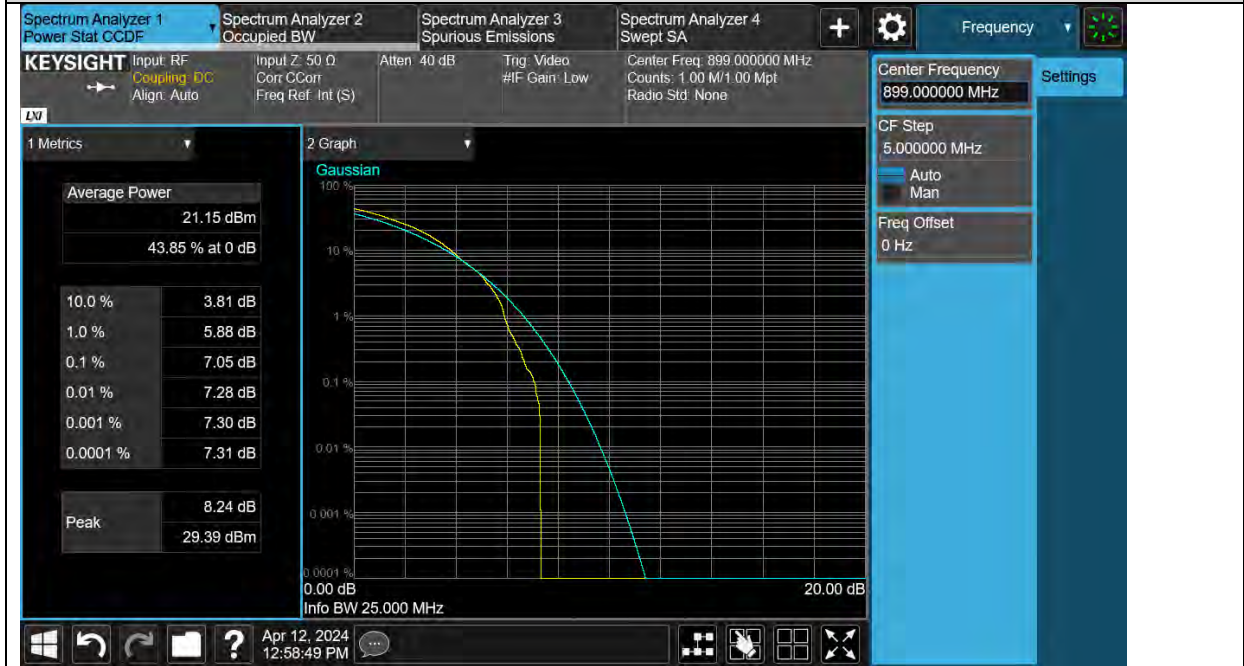 Spectrum Analyzer 1
Power Stat CCDF
Spectrum Analyzer 2
Occupied BW
Spectrum Analyzer 3
Spurious Emissions
Spectrum Analyzer 4
Swept SA
+
Frequency
KEYSIGHT
Input: RF
Coupling: DC
Align: Auto
Input Z: 50 Ω
Corr CCorr
Freq Ref: Int (S)
Atten: 40 dB
Trig: Video
#IF Gain: Low
Center Freq: 899.000000 MHz
Counts: 1.00 M/1.00 Mpt
Radio Std: None
LXI
Center Frequency
899.000000 MHz
Settings
CF Step
5.000000 MHz
Auto
Man
Freq Offset
0 Hz
1 Metrics
Average Power
21.15 dBm
43.85 % at 0 dB
10.0 % 3.81 dB
1.0 % 5.88 dB
0.1 % 7.05 dB
0.01 % 7.28 dB
0.001 % 7.30 dB
0.0001 % 7.31 dB
Peak
8.24 dB
29.39 dBm
2 Graph
Gaussian
100 %
10 %
1 %
0.1 %
0.01 %
0.001 %
0.0001 %
0.00 dB 20.00 dB
Info BW 25.000 MHz
?
Apr 12, 2024
12:58:49 PM